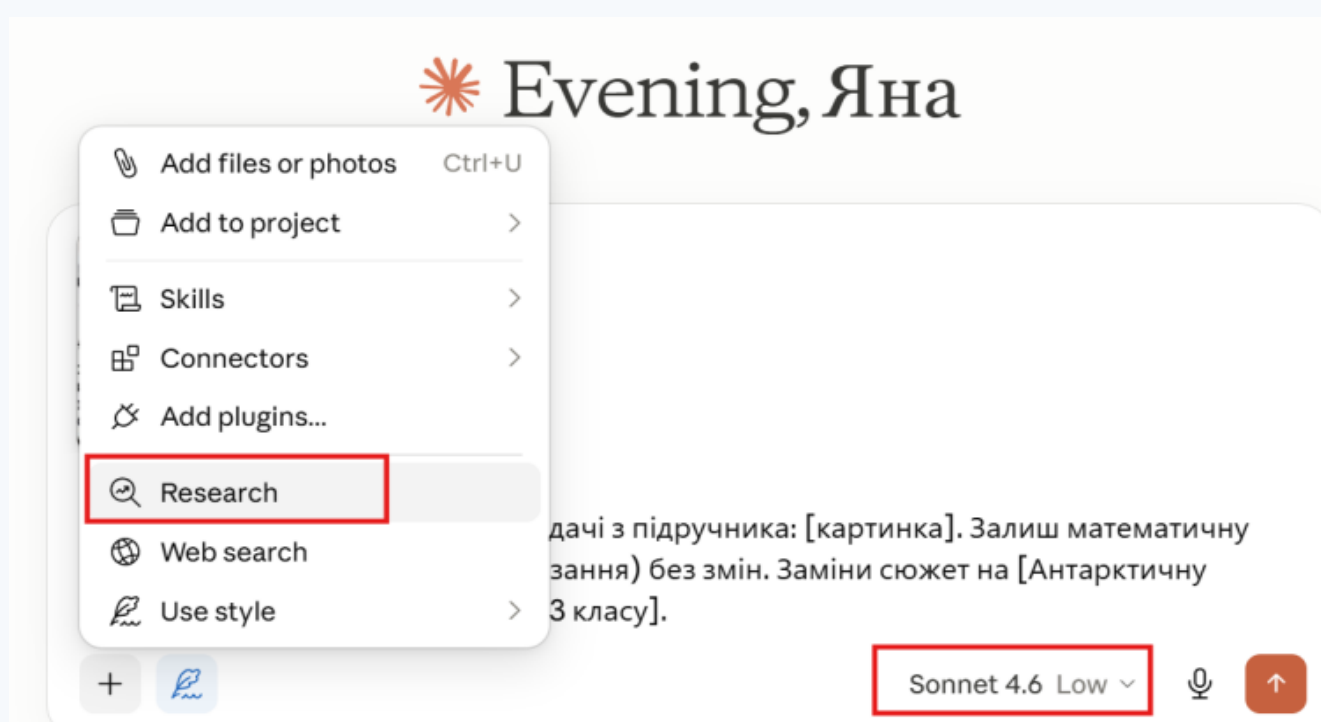 Evening, Яна
Add files or photos Ctrl+U
Add to project
Skills
Connectors
Add plugins...
Research
Web search
Use style
дачі з підручника: [картинка]. Залиш математичну
зання) без змін. Заміни сюжет на [Антарктичну
3 класу].
Sonnet 4.6 Low